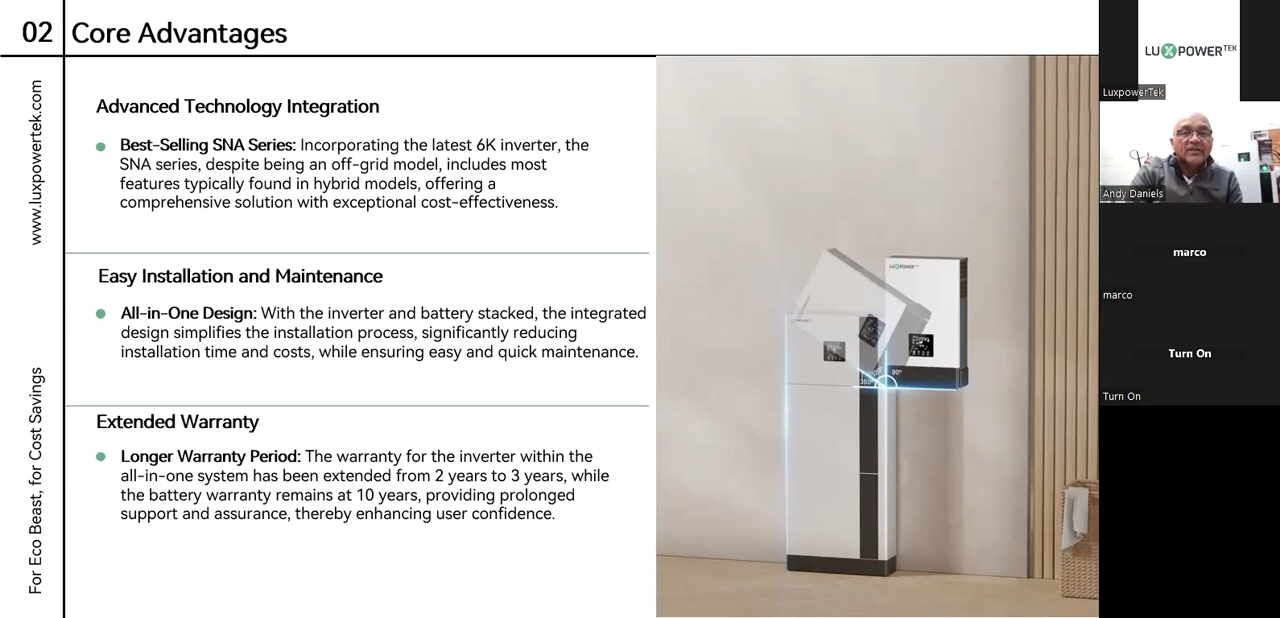 02
Core Advantages
www.luxpowertek.com
For Eco Beast, for Cost Savings
Advanced Technology Integration
Best-Selling SNA Series: Incorporating the latest 6K inverter, the
SNA series, despite being an off-grid model, includes most
features typically found in hybrid models, offering a
comprehensive solution with exceptional cost-effectiveness.
Easy Installation and Maintenance
All-in-One Design: With the inverter and battery stacked, the integrated
design simplifies the installation process, significantly reducing
installation time and costs, while ensuring easy and quick maintenance.
Extended Warranty
Longer Warranty Period: The warranty for the inverter within the
all-in-one system has been extended from 2 years to 3 years, while
the battery warranty remains at 10 years, providing prolonged
support and assurance, thereby enhancing user confidence.
LUXPOWER
90°
360°
LUXPOWERTEK
LuxpowerTek
Andy Daniels
marco
marco
Turn On
Turn On